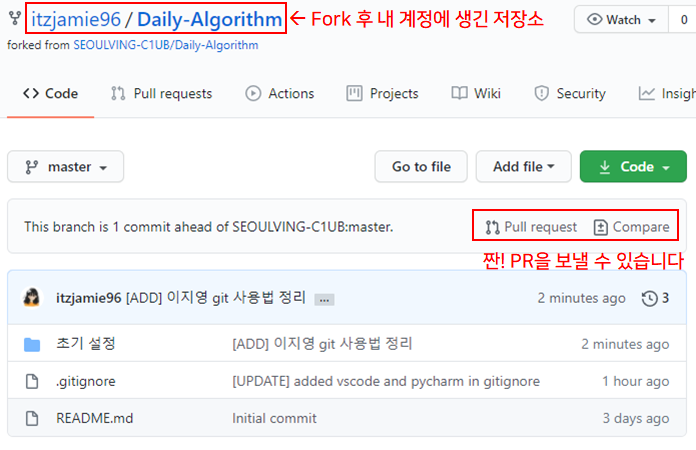 itzjamie96 / Daily-Algorithm ← Fork 후 내 계정에 생긴 저장소 Watch 0
forked from SEOULVING-C1UB/Daily-Algorithm
Code Pull requests Actions Projects Wiki Security Insigh
master Go to file Add file Code
This branch is 1 commit ahead of SEOULVING-C1UB:master. Pull request Compare
짠! PR을 보낼 수 있습니다
itzjamie96 [ADD] 이지영 git 사용법 정리 ... 2 minutes ago 3
초기 설정 [ADD] 이지영 git 사용법 정리 2 minutes ago
.gitignore [UPDATE] added vscode and pycharm in gitignore 1 hour ago
README.md Initial commit 3 days ago